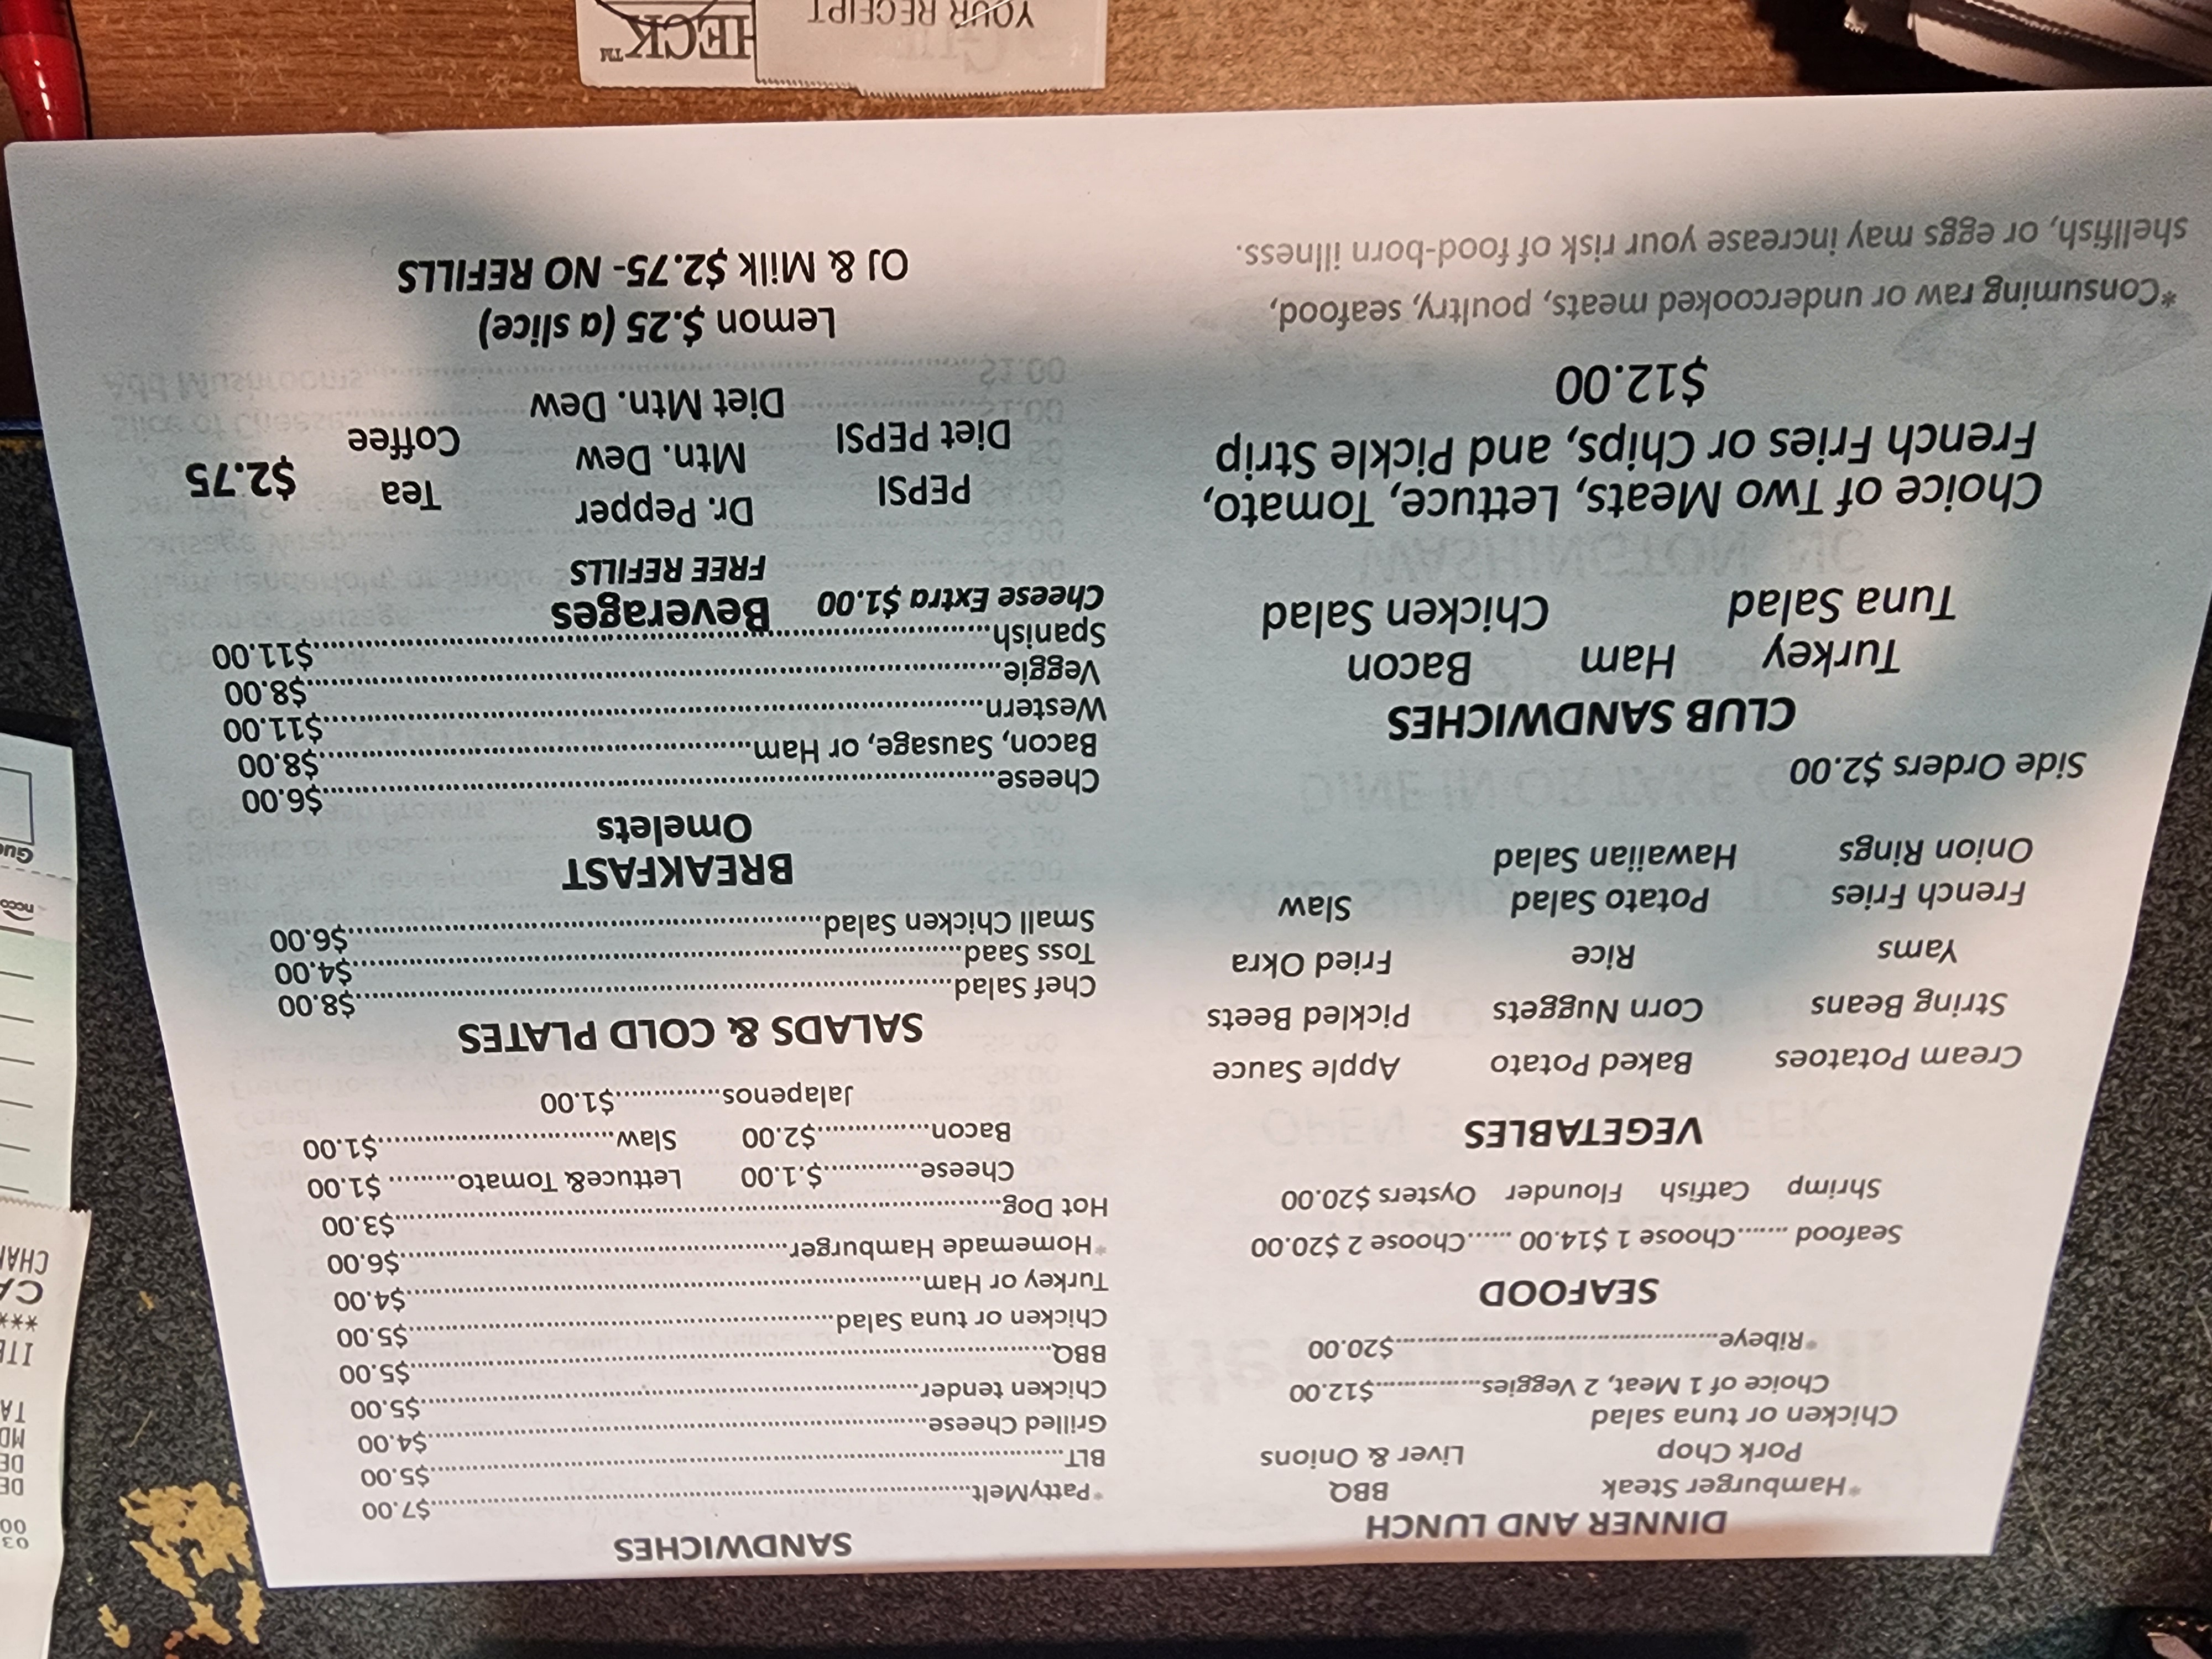 DINNER AND LUNCH
*Hamburger Steak BBQ
Pork Chop Liver & Onions
Chicken or tuna salad
Choice of 1 Meat, 2 Veggies................$12.00
*Ribeye......................................................$20.00
SEAFOOD
Seafood .......Choose 1 $14.00 ......Choose 2 $20.00
Shrimp Catfish Flounder Oysters $20.00
VEGETABLES
Cream Potatoes Baked Potato Apple Sauce
String Beans Corn Nuggets Pickled Beets
Yams Rice Fried Okra
French Fries Potato Salad Slaw
Onion Rings Hawaiian Salad
Side Orders $2.00
CLUB SANDWICHES
Turkey Ham Bacon
Tuna Salad Chicken Salad
Choice of Two Meats, Lettuce, Tomato,
French Fries or Chips, and Pickle Strip
$12.00
*Consuming raw or undercooked meats, poultry, seafood,
shellfish, or eggs may increase your risk of food-born illness.
SANDWICHES
*PattyMelt.......................................................................$7.00
BLT..................................................................................$5.00
Grilled Cheese.................................................................$4.00
Chicken tender.................................................................$5.00
BBQ..................................................................................$5.00
Chicken or tuna Salad........................................................$5.00
Turkey or Ham..................................................................$4.00
*Homemade Hamburger....................................................$6.00
Hot Dog............................................................................$3.00
Cheese..............$.1.00 Lettuce& Tomato.......... $1.00
Bacon................$2.00 Slaw.................................$1.00
Jalapenos...............$1.00
SALADS & COLD PLATES
Chef Salad........................................................................$8.00
Toss Saad.........................................................................$4.00
Small Chicken Salad..........................................................$6.00
BREAKFAST
Omelets
Cheese.............................................................................$6.00
Bacon, Sausage, or Ham....................................................$8.00
Western............................................................................$11.00
Veggie..............................................................................$8.00
Spanish............................................................................$11.00
Cheese Extra $1.00 Beverages
FREE REFILLS
PEPSI Dr. Pepper Tea
Diet PEPSI Mtn. Dew Coffee $2.75
Diet Mtn. Dew
Lemon $.25 (a slice)
OJ & Milk $2.75- NO REFILLS
YOUR RECEIPT
HECK™